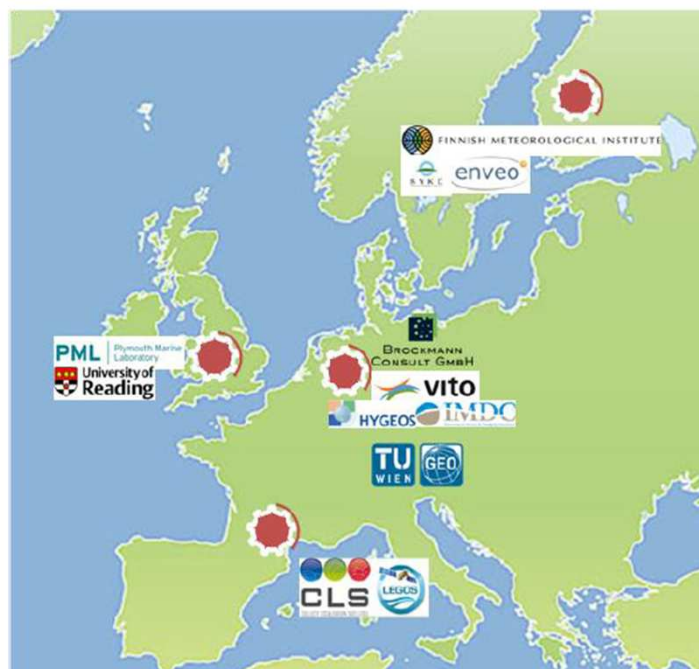 FINNISH METEOROLOGICAL INSTITUTE
SYKE
enveo
BROCKMANN
CONSULT GMBH
PML
Plymouth Marine
Laboratory
University of
Reading
vito
HYGEOS
IMDC
TU
WIEN
GEO
CLS
LEGOS